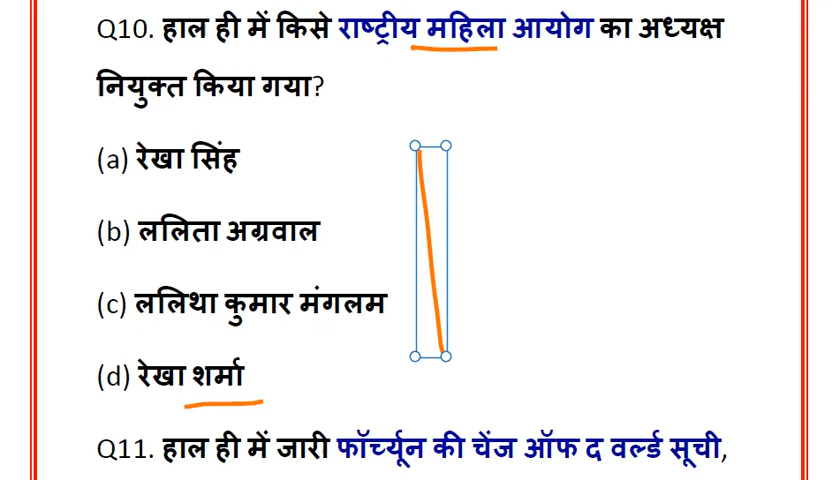 Q10. हाल ही में किसे राष्ट्रीय महिला आयोग का अध्यक्ष
नियुक्त किया गया?
(a) रेखा सिंह
(b) ललिता अग्रवाल
(c) ललिथा कुमार मंगलम
(d) रेखा शर्मा
Q11. हाल ही में जारी फॉर्च्यून की चेंज ऑफ द वर्ल्ड सूची,